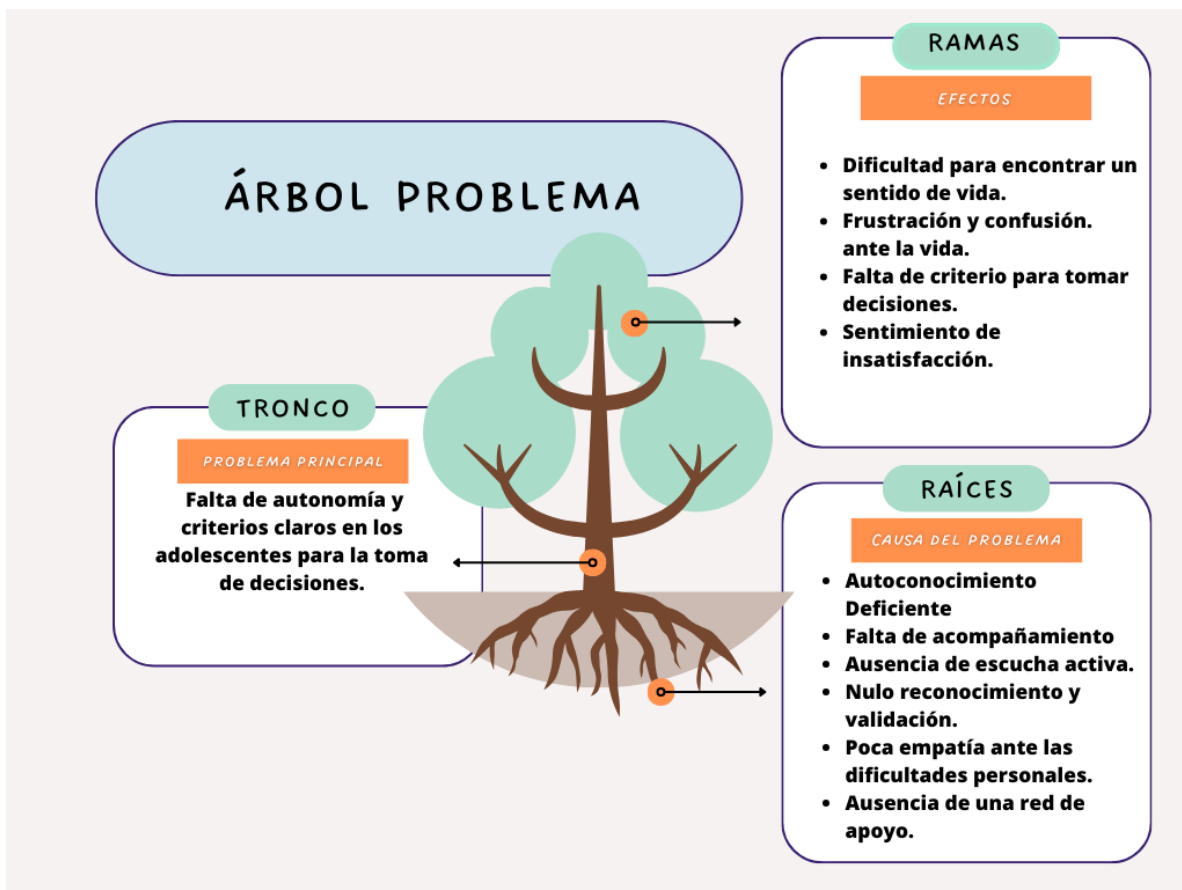 ÁRBOL PROBLEMA
RAMAS
EFECTOS
• Dificultad para encontrar un
sentido de vida.
• Frustración y confusión.
ante la vida.
• Falta de criterio para tomar
decisiones.
• Sentimiento de
insatisfacción.
TRONCO
PROBLEMA PRINCIPAL
Falta de autonomía y
criterios claros en los
adolescentes para la toma
de decisiones.
RAÍCES
CAUSA DEL PROBLEMA
• Autoconocimiento
Deficiente
• Falta de acompañamiento
• Ausencia de escucha activa.
• Nulo reconocimiento y
validación.
• Poca empatía ante las
dificultades personales.
• Ausencia de una red de
apoyo.